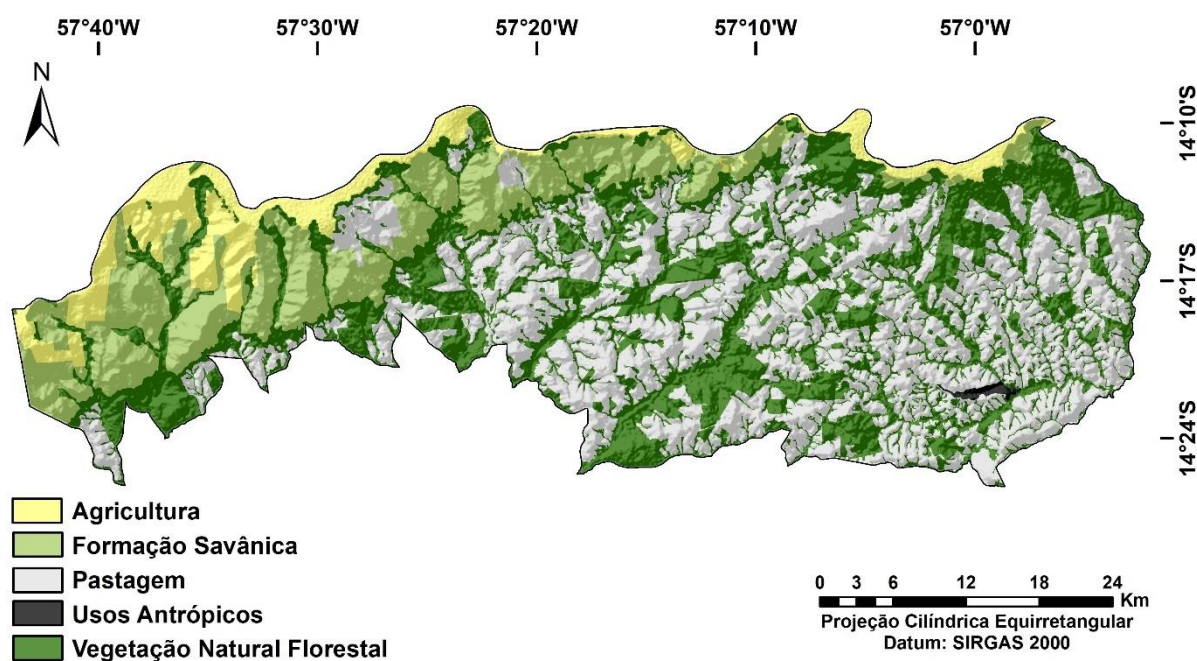 57°40'W 57°30'W 57°20'W 57°10'W 57°0'W
N
14°10'S
14°17'S
14°24'S
Agricultura
Formação Savânica
Pastagem
Usos Antrópicos
Vegetação Natural Florestal
0 3 6 12 18 24
Km
Projeção Cilíndrica Equirretangular
Datum: SIRGAS 2000